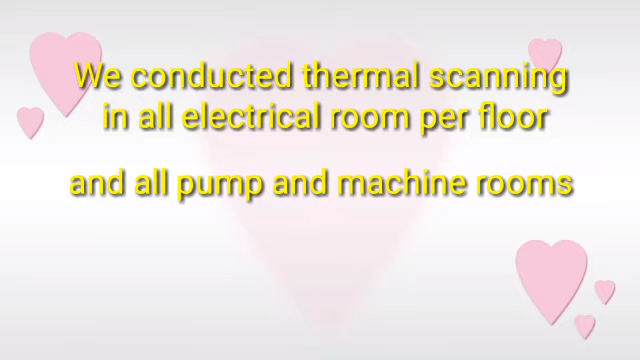 We conducted thermal scanning
in all electrical room per floor
and all pump and machine rooms